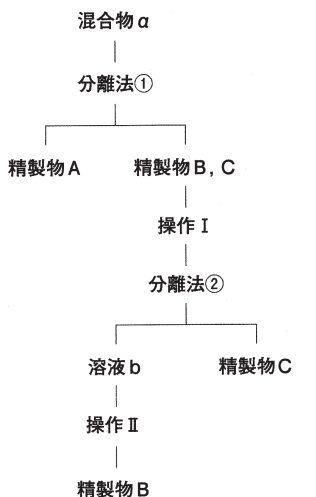 混合物α
分離法①
精製物A　精製物B, C
操作Ⅰ
分離法②
溶液b　精製物C
操作Ⅱ
精製物B